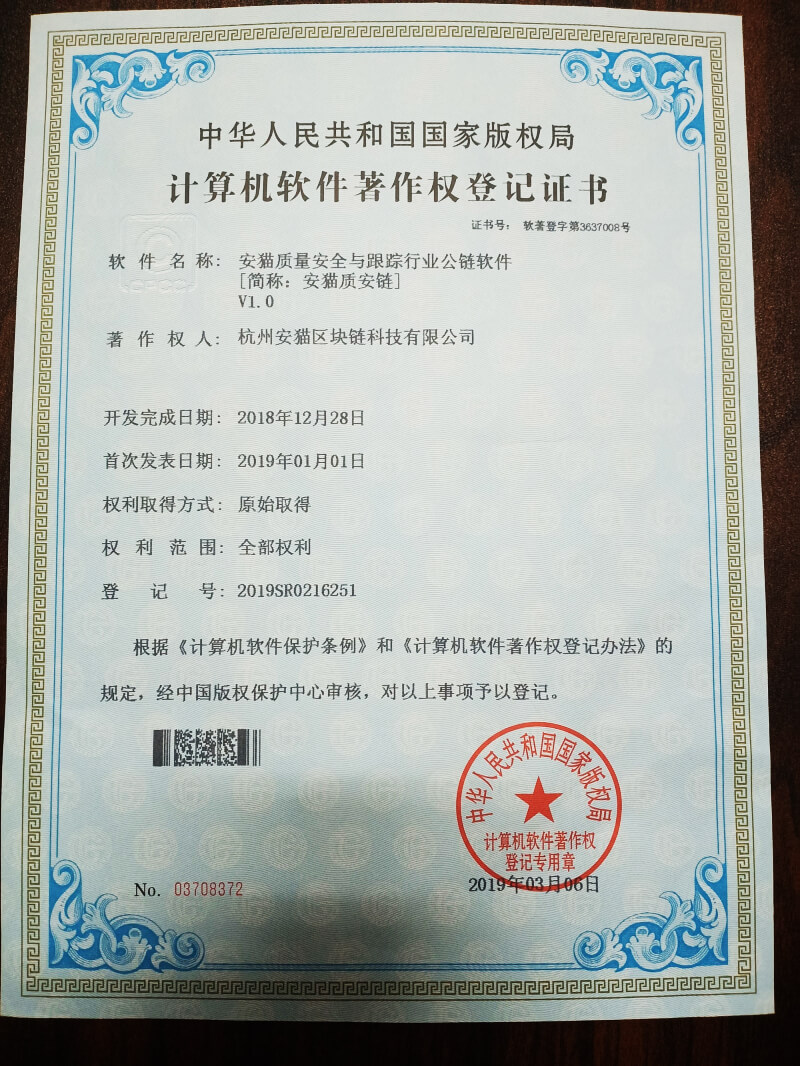 中华人民共和国国家版权局
计算机软件著作权登记证书
证书号： 软著登字第3637008号
软件名称： 安猫质量安全与跟踪行业公链软件
[简称：安猫质安链]
V1.0
著作权人： 杭州安猫区块链科技有限公司
开发完成日期： 2018年12月28日
首次发表日期： 2019年01月01日
权利取得方式： 原始取得
权利范围： 全部权利
登记号： 2019SR0216251
根据《计算机软件保护条例》和《计算机软件著作权登记办法》的
规定，经中国版权保护中心审核，对以上事项予以登记。
中华人民共和国国家版权局
计算机软件著作权
登记专用章
No. 03708372
2019年03月06日